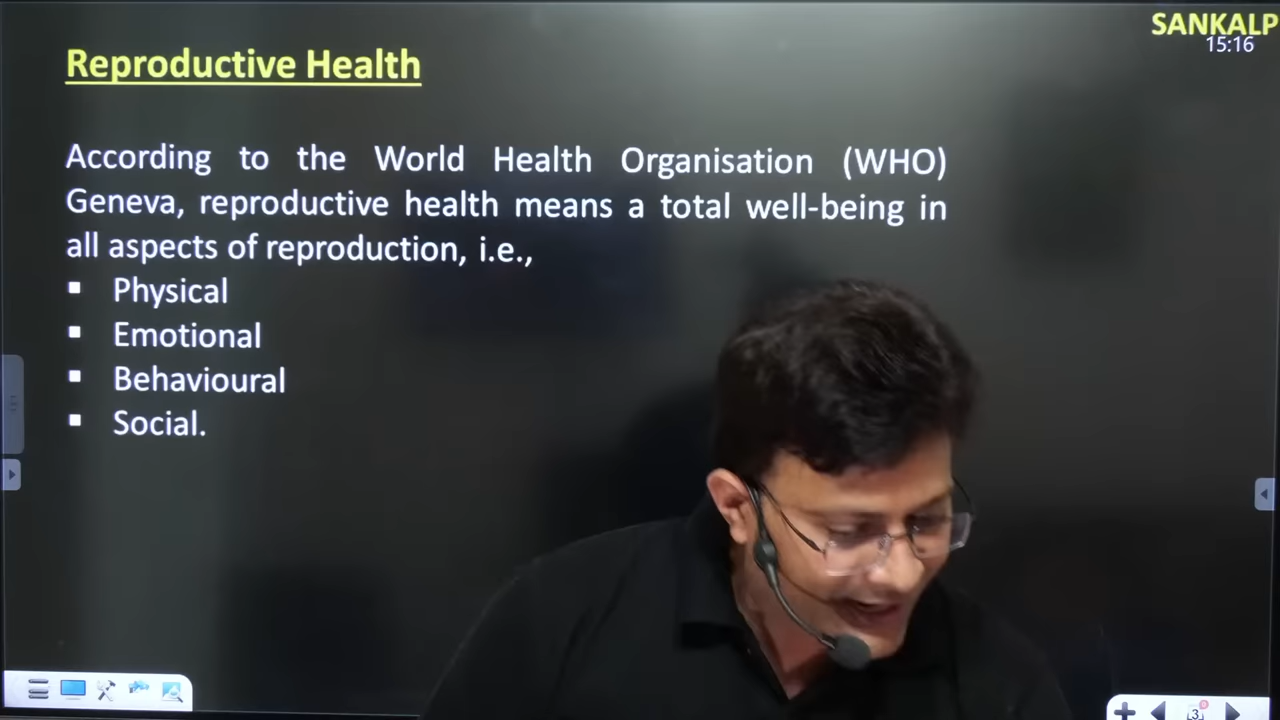 SANKALP
15:16
Reproductive Health
According to the World Health Organisation (WHO)
Geneva, reproductive health means a total well-being in
all aspects of reproduction, i.e.,
▪ Physical
▪ Emotional
▪ Behavioural
▪ Social.
3